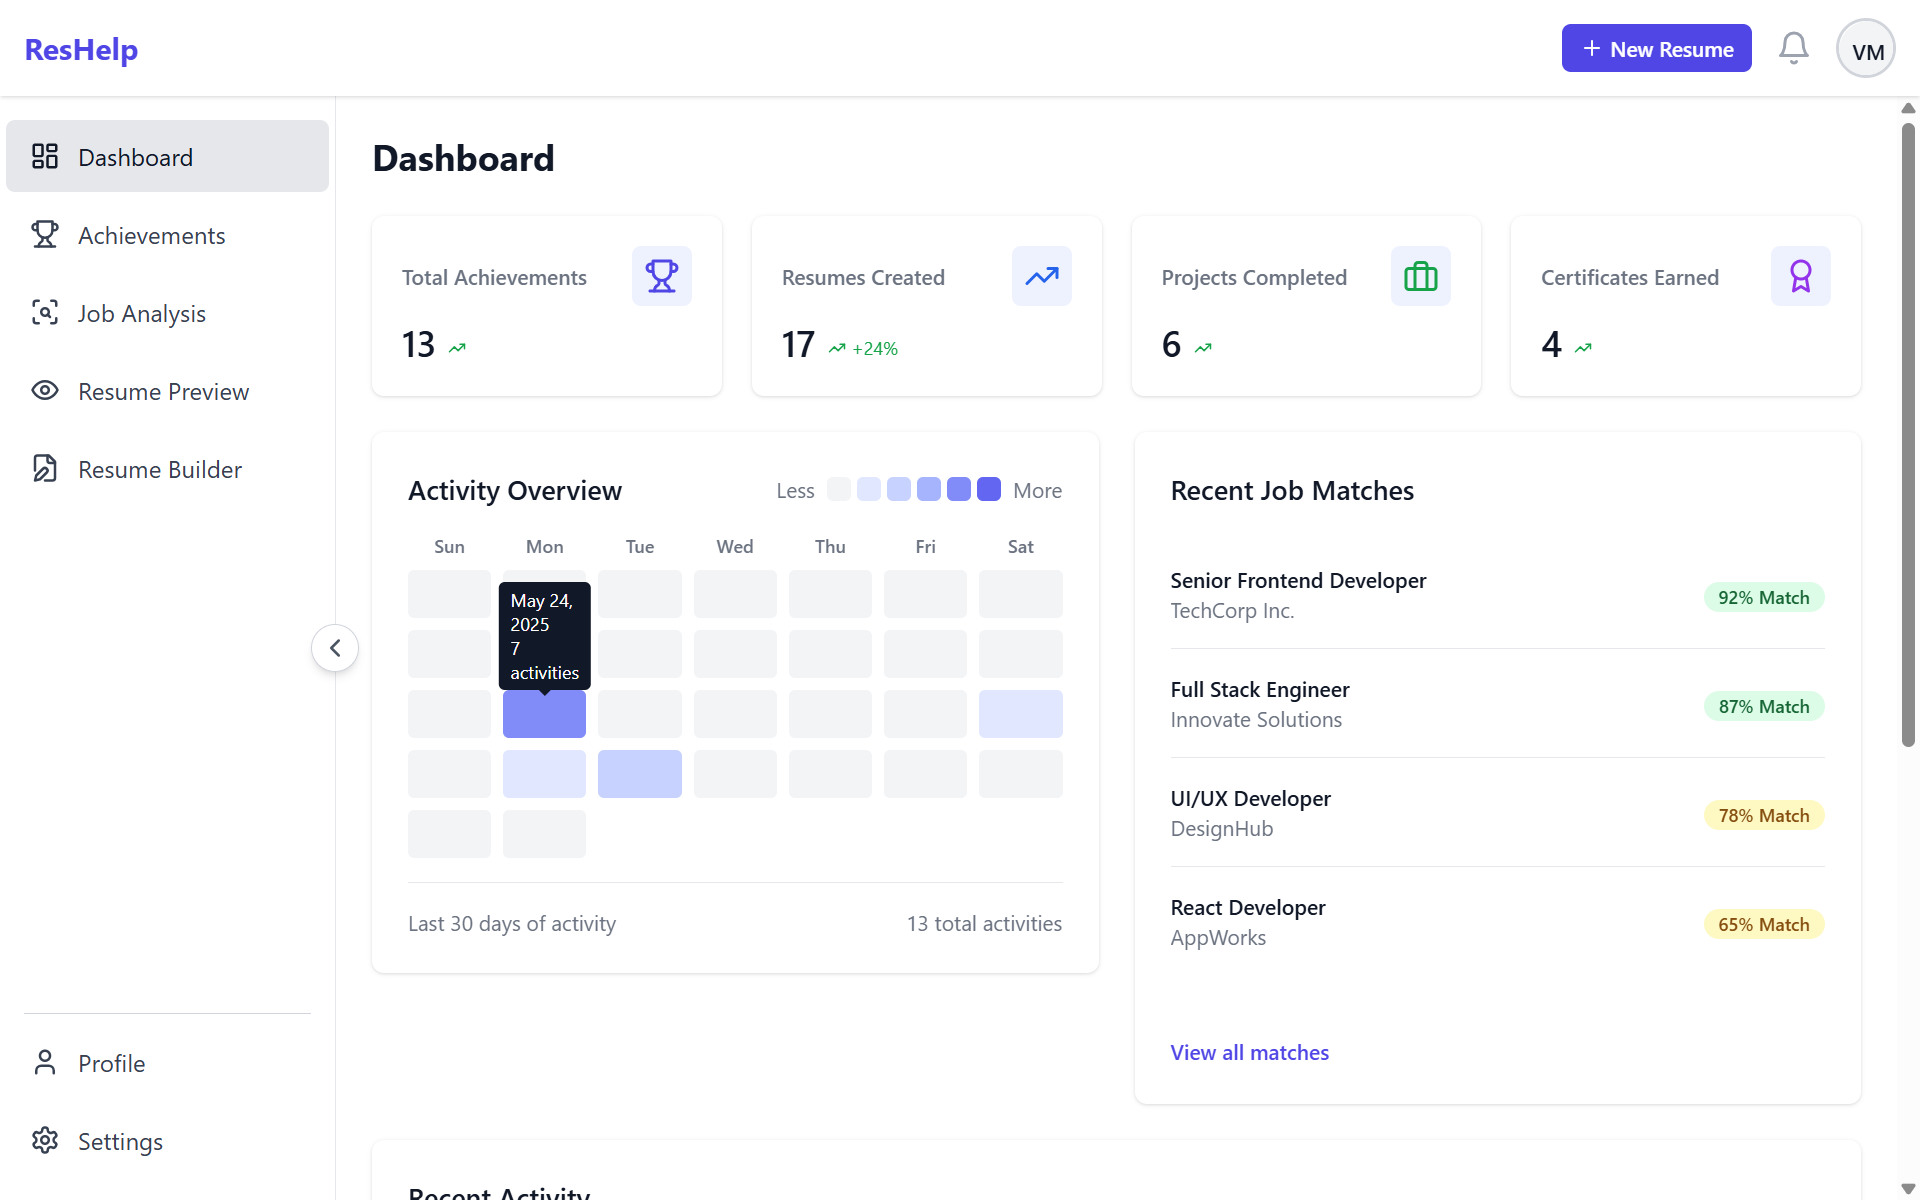 ResHelp
New Resume
VM
Dashboard
Achievements
Job Analysis
Resume Preview
Resume Builder
Profile
Settings
Dashboard
Total Achievements
13
Resumes Created
17 +24%
Projects Completed
6
Certificates Earned
4
Activity Overview
Less More
Sun Mon Tue Wed Thu Fri Sat
May 24,
2025
7
activities
Last 30 days of activity
13 total activities
Recent Job Matches
Senior Frontend Developer
TechCorp Inc.
92% Match
Full Stack Engineer
Innovate Solutions
87% Match
UI/UX Developer
DesignHub
78% Match
React Developer
AppWorks
65% Match
View all matches
Recent Activity